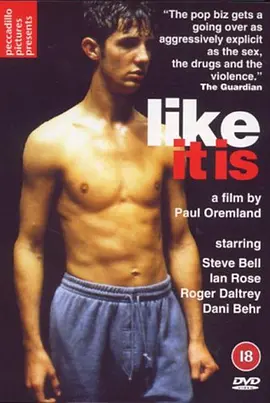 peccadillo
pictures
presents
"The pop biz gets a
going over as
aggressively explicit
as the sex,
the drugs and the
violence."
The Guardian
like
it is
a film by
Paul Oremland
starring
Steve Bell
Ian Rose
Roger Daltrey
Dani Behr
18
DVD
VIDEO